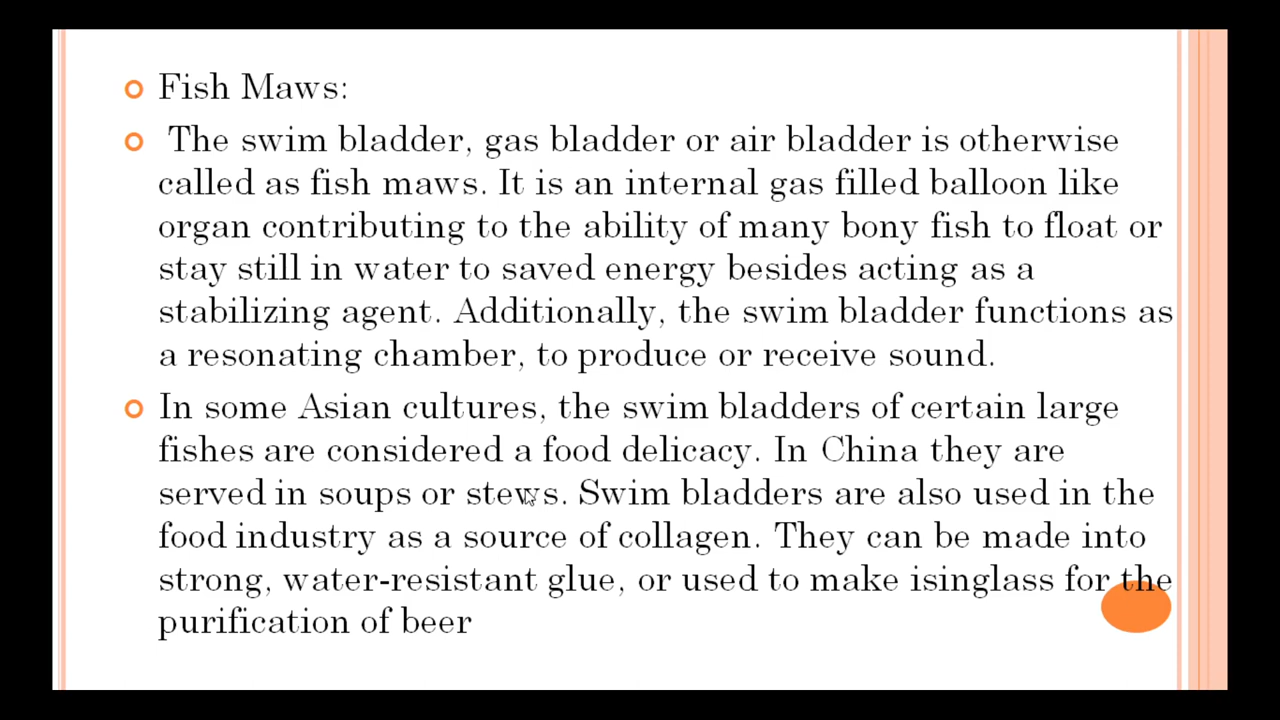 Fish Maws:
The swim bladder, gas bladder or air bladder is otherwise
called as fish maws. It is an internal gas filled balloon like
organ contributing to the ability of many bony fish to float or
stay still in water to saved energy besides acting as a
stabilizing agent. Additionally, the swim bladder functions as
a resonating chamber, to produce or receive sound.
In some Asian cultures, the swim bladders of certain large
fishes are considered a food delicacy. In China they are
served in soups or stews. Swim bladders are also used in the
food industry as a source of collagen. They can be made into
strong, water-resistant glue, or used to make isinglass for the
purification of beer